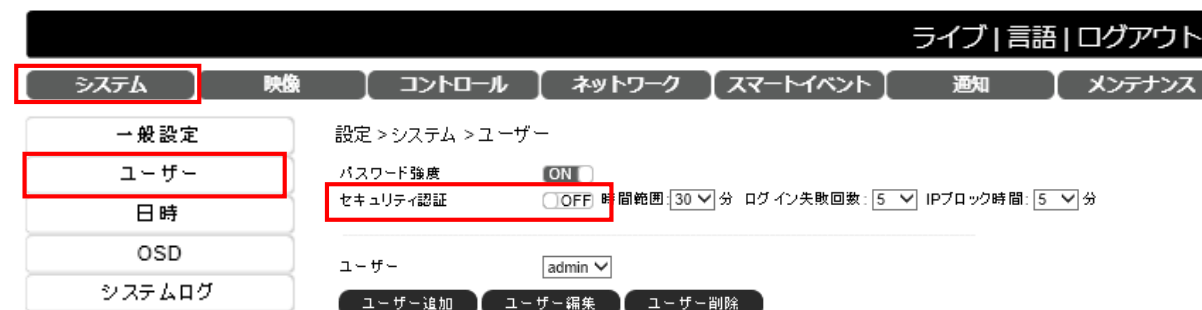 ライブ | 言語 | ログアウト
システム 映像 コントロール ネットワーク スマートイベント 通知 メンテナンス
一般設定
ユーザー
日時
OSD
システムログ
設定 > システム > ユーザー
パスワード強度 ON
セキュリティ認証 OFF 時間範囲: 30 分 ログイン失敗回数: 5 IPブロック時間: 5 分
ユーザー admin
ユーザー追加 ユーザー編集 ユーザー削除